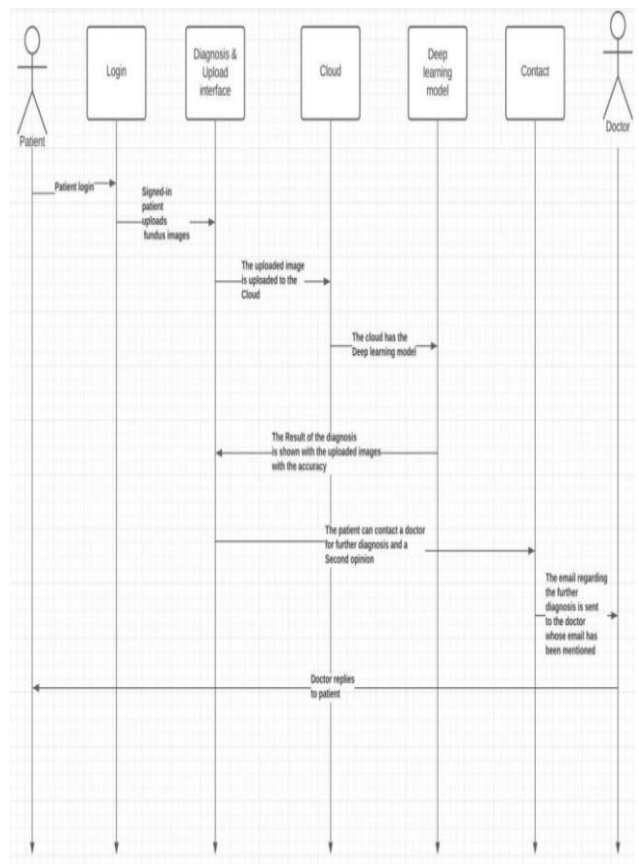 Login
Diagnosis &
Upload
interface
Cloud
Deep
learning
model
Contact
Patient
Doctor
Patient login
Signed-in
patient
uploads
fundus images
The uploaded image
is uploaded to the
Cloud
The cloud has the
Deep learning model
The Result of the diagnosis
is shown with the uploaded images
with the accuracy
The patient can contact a doctor
for further diagnosis and a
Second opinion
The email regarding
the further
diagnosis is sent
to the doctor
whose email has
been mentioned
Doctor replies
to patient